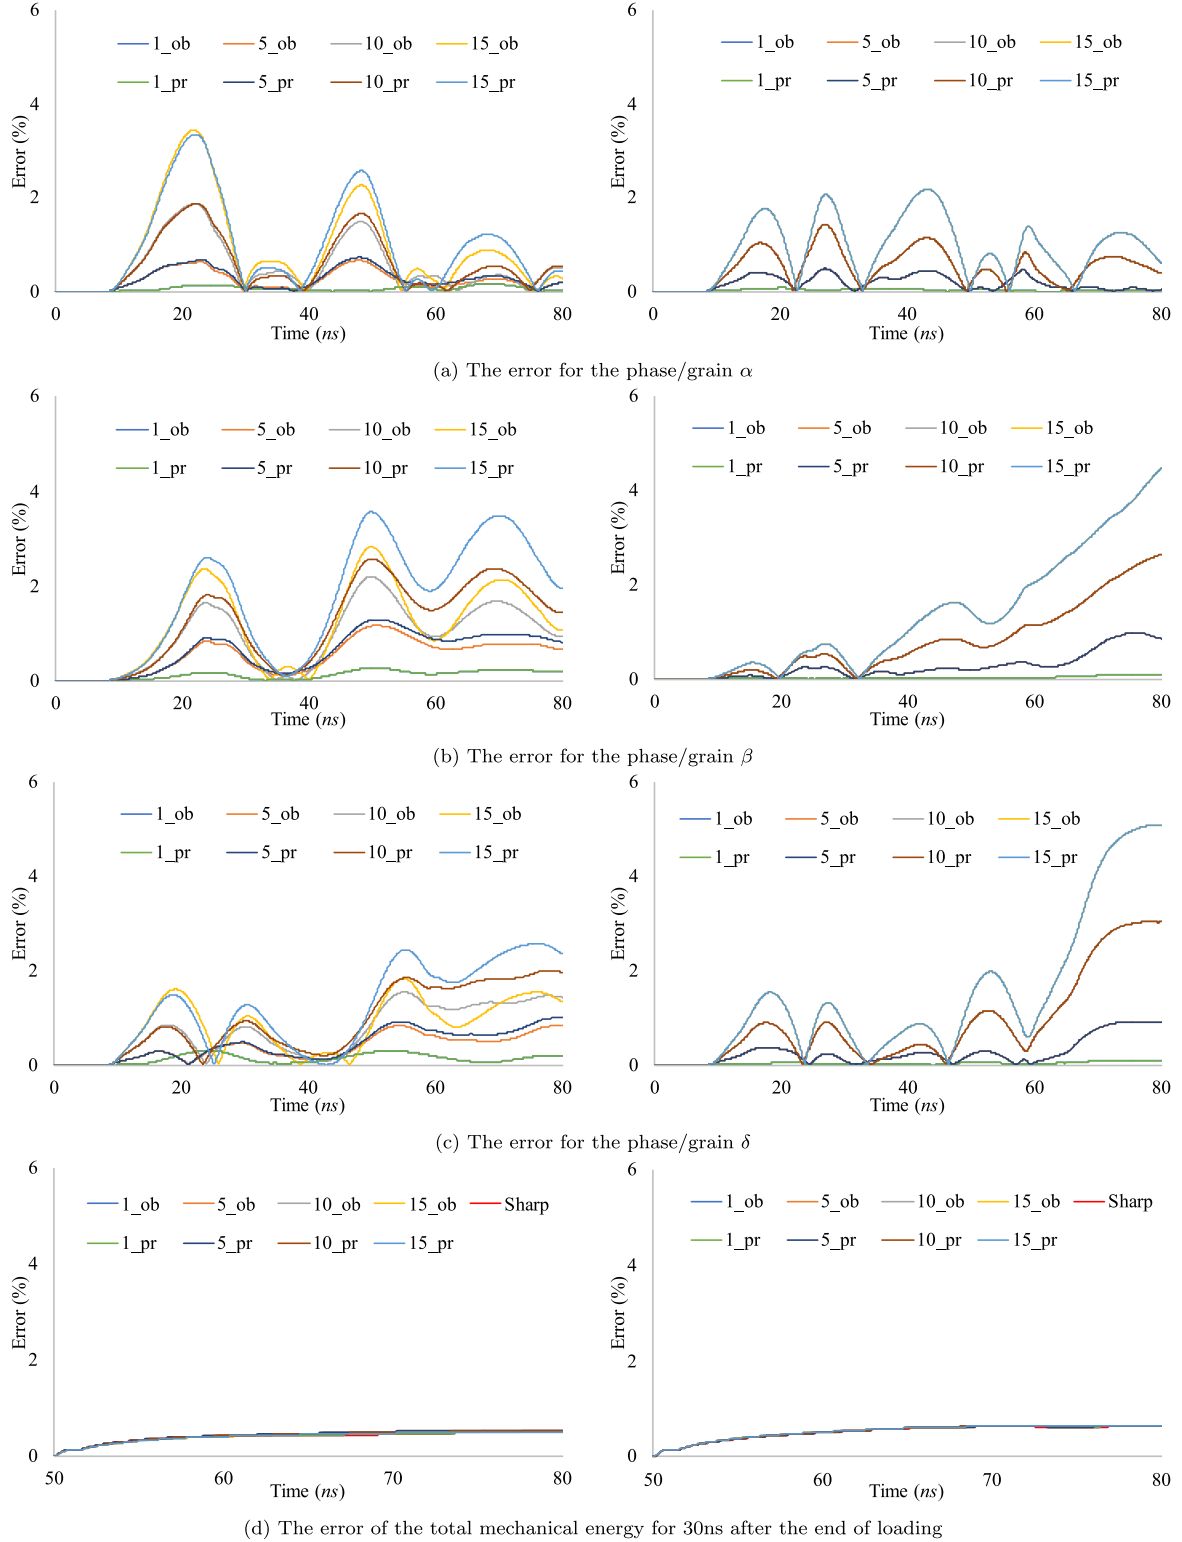 6
1_ob 5_ob 10_ob 15_ob
1_pr 5_pr 10_pr 15_pr
4
2
0
Error (%)
0 20 40 60 80
Time (ns)
6
1_ob 5_ob 10_ob 15_ob
1_pr 5_pr 10_pr 15_pr
4
2
0
Error (%)
0 20 40 60 80
Time (ns)
(a) The error for the phase/grain α
6
1_ob 5_ob 10_ob 15_ob
1_pr 5_pr 10_pr 15_pr
4
2
0
Error (%)
0 20 40 60 80
Time (ns)
6
1_ob 5_ob 10_ob 15_ob
1_pr 5_pr 10_pr 15_pr
4
2
0
Error (%)
0 20 40 60 80
Time (ns)
(b) The error for the phase/grain β
6
1_ob 5_ob 10_ob 15_ob
1_pr 5_pr 10_pr 15_pr
4
2
0
Error (%)
0 20 40 60 80
Time (ns)
6
1_ob 5_ob 10_ob 15_ob
1_pr 5_pr 10_pr 15_pr
4
2
0
Error (%)
0 20 40 60 80
Time (ns)
(c) The error for the phase/grain δ
6
1_ob 5_ob 10_ob 15_ob Sharp
1_pr 5_pr 10_pr 15_pr
4
2
0
Error (%)
50 60 70 80
Time (ns)
6
1_ob 5_ob 10_ob 15_ob Sharp
1_pr 5_pr 10_pr 15_pr
4
2
0
Error (%)
50 60 70 80
Time (ns)
(d) The error of the total mechanical energy for 30ns after the end of loading